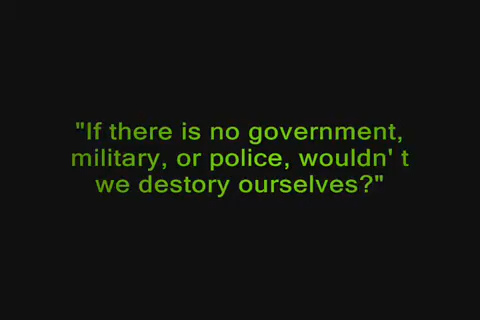 "If there is no government,
military, or police, wouldn' t
we destory ourselves?"